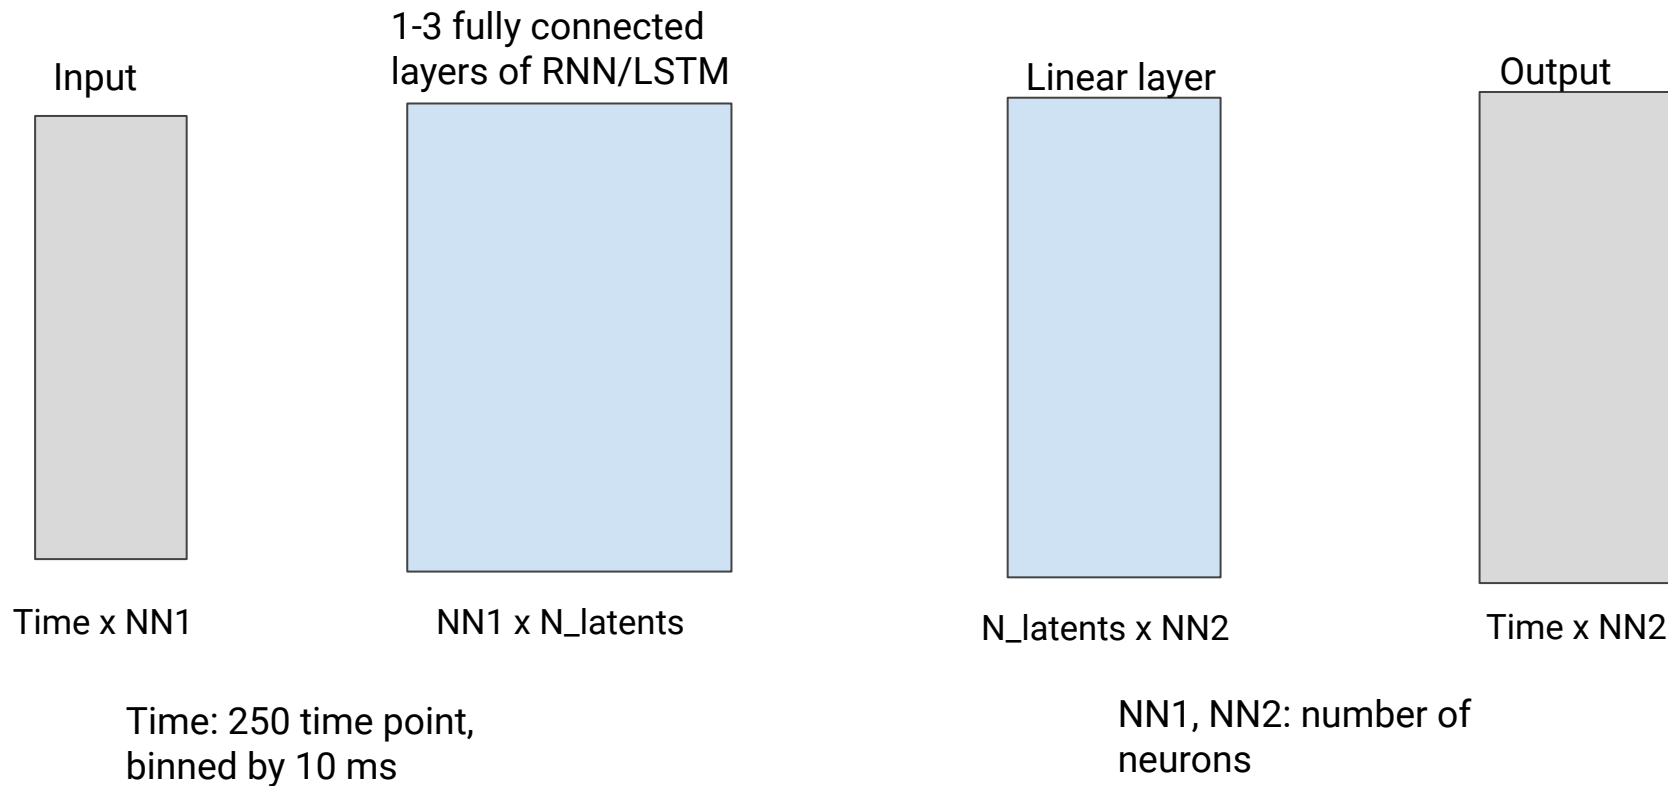 Input
1-3 fully connected
layers of RNN/LSTM
Linear layer
Output
Time x NN1
NN1 x N_latents
N_latents x NN2
Time x NN2
Time: 250 time point,
binned by 10 ms
NN1, NN2: number of
neurons